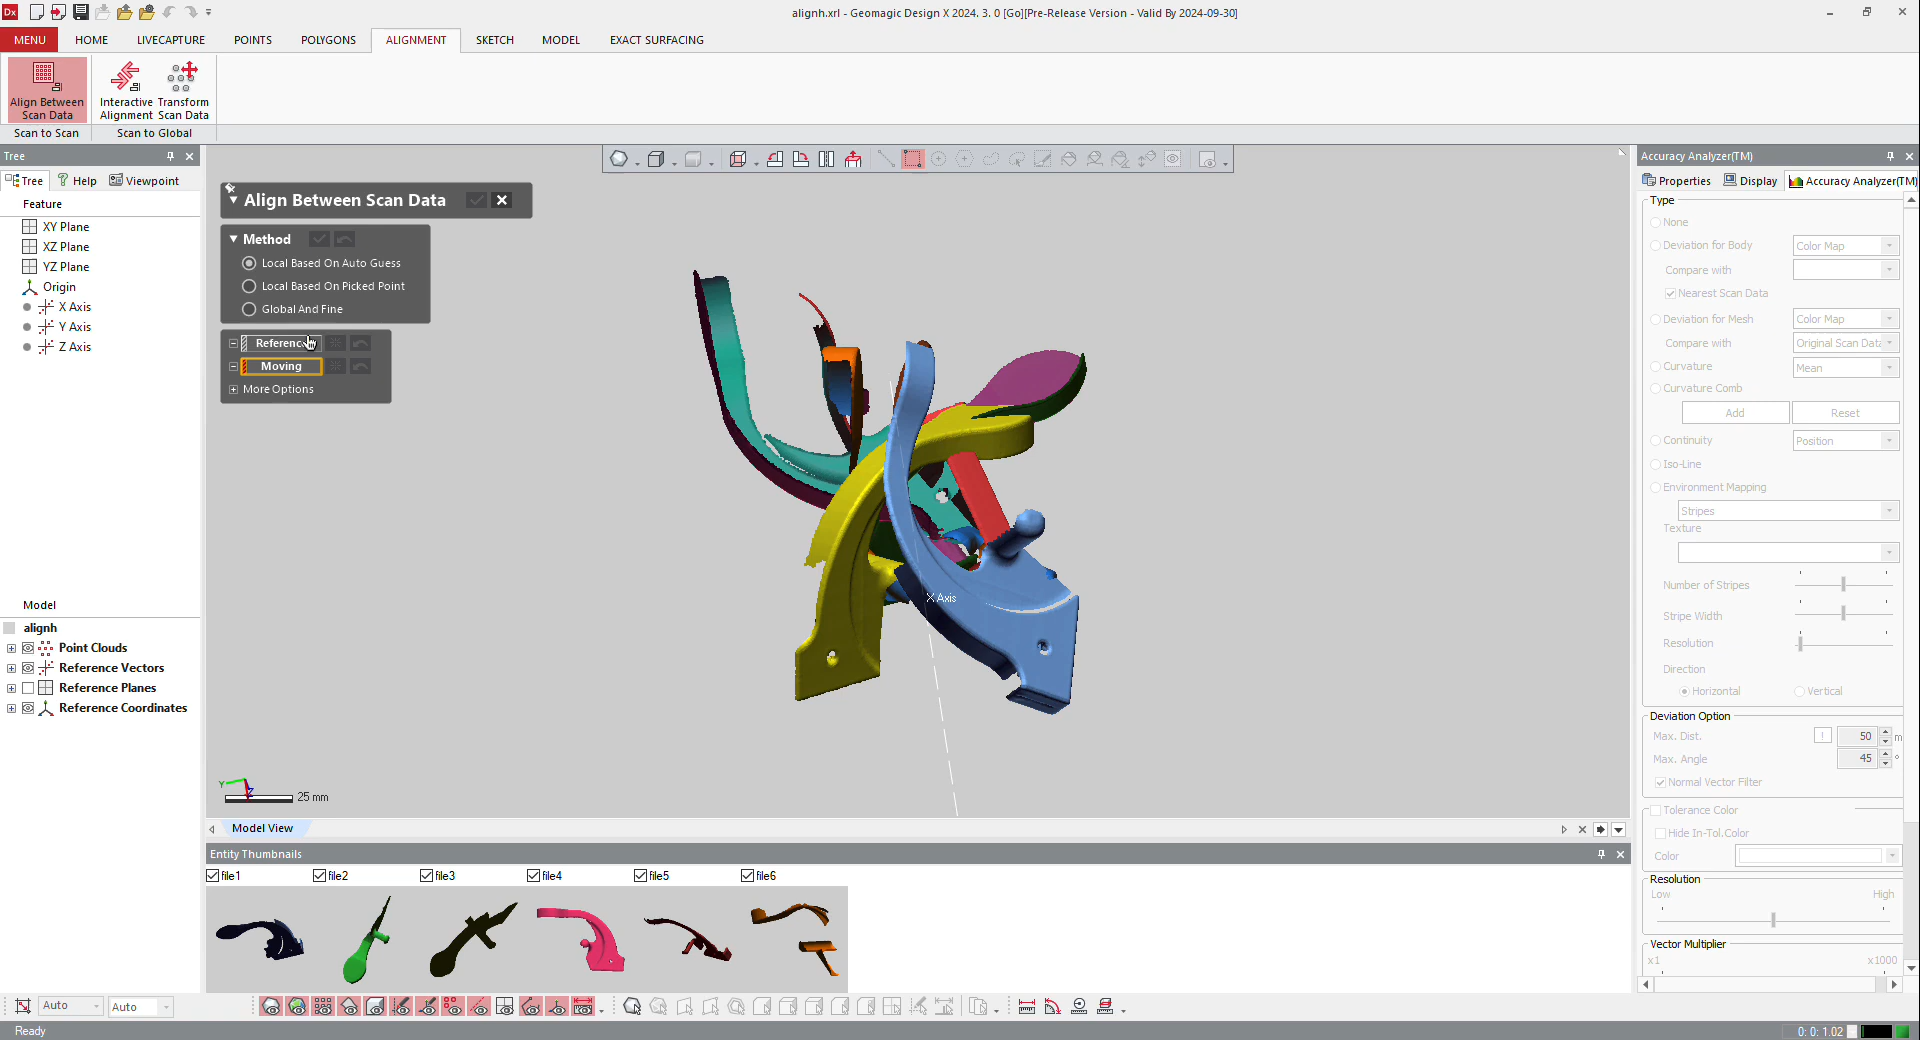 Dx
alignh.xrl - Geomagic Design X 2024. 3. 0 [Go][Pre-Release Version - Valid By 2024-09-30]
MENU HOME LIVECAPTURE POINTS POLYGONS ALIGNMENT SKETCH MODEL EXACT SURFACING
Align Between
Scan Data
Interactive
Alignment
Transform
Scan Data
Scan to Scan
Scan to Global
Tree
Tree Help Viewpoint
Feature
XY Plane
XZ Plane
YZ Plane
Origin
X Axis
Y Axis
Z Axis
Model
alignh
Point Clouds
Reference Vectors
Reference Planes
Reference Coordinates
Align Between Scan Data
Method
Local Based On Auto Guess
Local Based On Picked Point
Global And Fine
Moving
More Options
X Axis
Y
Z
25 mm
Model View
Entity Thumbnails
file1 file2 file3 file4 file5 file6
Accuracy Analyzer(TM)
Properties Display Accuracy Analyzer(TM)
Type
None
Deviation for Body Color Map
Compare with
Nearest Scan Data
Deviation for Mesh Color Map
Compare with Original Scan Data
Curvature Mean
Curvature Comb
Add Reset
Continuity Position
Iso-Line
Environment Mapping
Stripes
Texture
Number of Stripes
Stripe Width
Resolution
Direction
Horizontal Vertical
Deviation Option
Max. Dist. ! 50 m
Max. Angle 45 °
Normal Vector Filter
Tolerance Color
Hide In-Tol.Color
Color
Resolution
Low High
Vector Multiplier
x1 x1000
Auto Auto
Ready
0: 0: 1.02